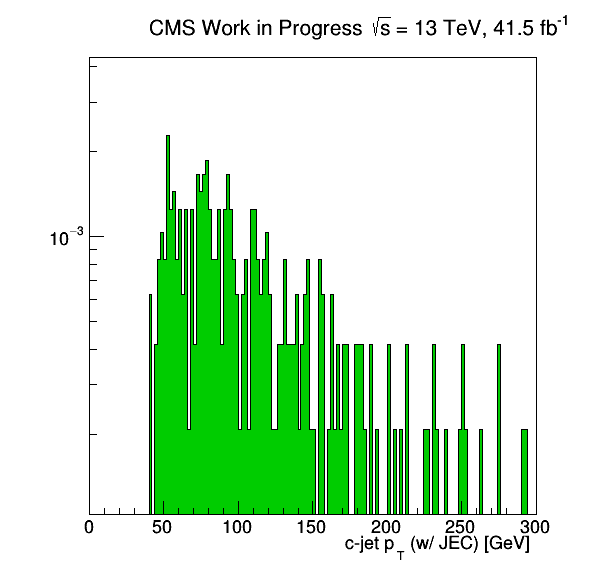 CMS Work in Progress √s = 13 TeV, 41.5 fb⁻¹
10⁻³
0 50 100 150 200 250 300
c-jet p_T (w/ JEC) [GeV]